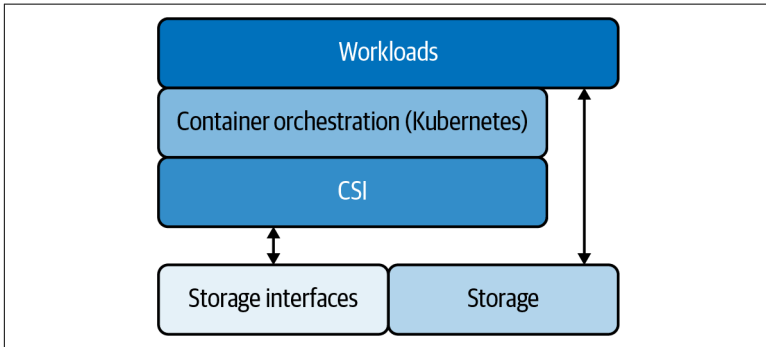 Workloads
Container orchestration (Kubernetes)
CSI
Storage interfaces
Storage